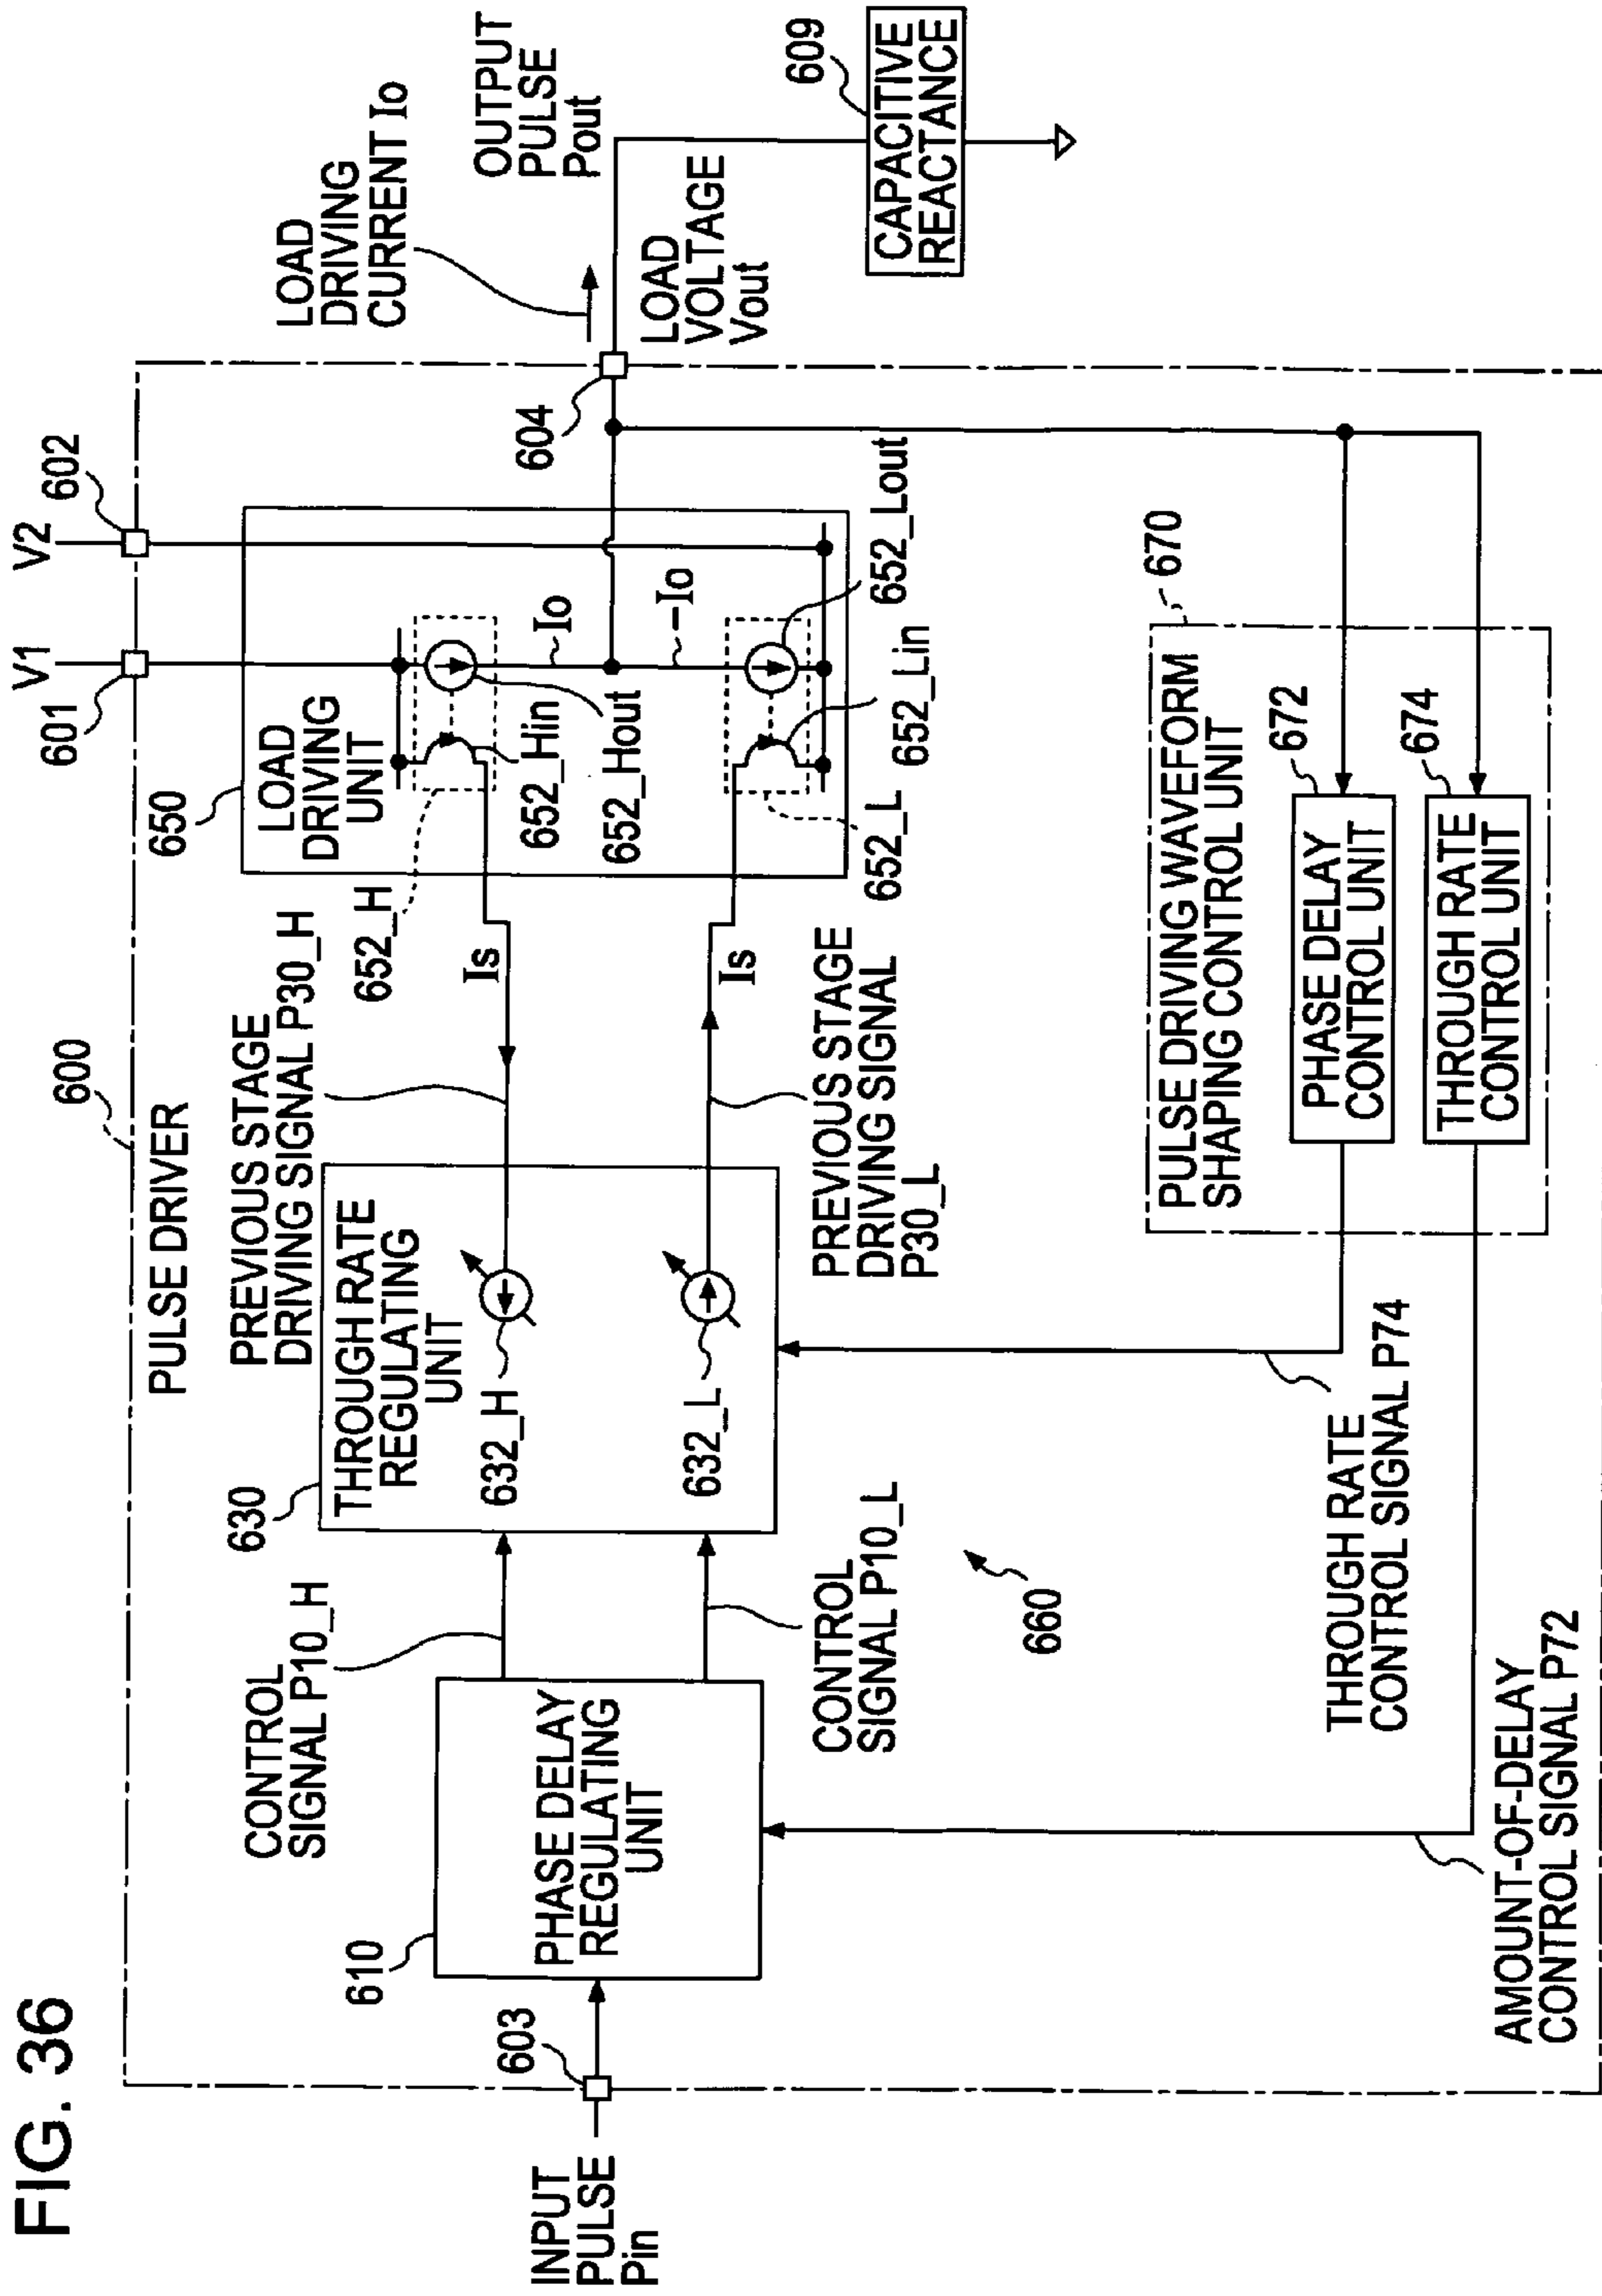 FIG. 36
600
PULSE DRIVER
INPUT
PULSE
Pin
603
610
PHASE DELAY
REGULATING
UNIT
CONTROL
SIGNAL P10_H
CONTROL
SIGNAL P10_L
630
THROUGH RATE
REGULATING
UNIT
632_H
632_L
660
PREVIOUS STAGE
DRIVING SIGNAL P30_H
PREVIOUS STAGE
DRIVING SIGNAL
P30_L
Is
Is
650
LOAD
DRIVING
UNIT
652_H
652_Hin
652_Hout
652_L
652_Lin
652_Lout
Io
-Io
601
V1
602
V2
604
LOAD
DRIVING
CURRENT Io
OUTPUT
PULSE
Pout
LOAD
VOLTAGE
Vout
609
CAPACITIVE
REACTANCE
670
PULSE DRIVING WAVEFORM
SHAPING CONTROL UNIT
672
PHASE DELAY
CONTROL UNIT
674
THROUGH RATE
CONTROL UNIT
THROUGH RATE
CONTROL SIGNAL P74
AMOUNT-OF-DELAY
CONTROL SIGNAL P72